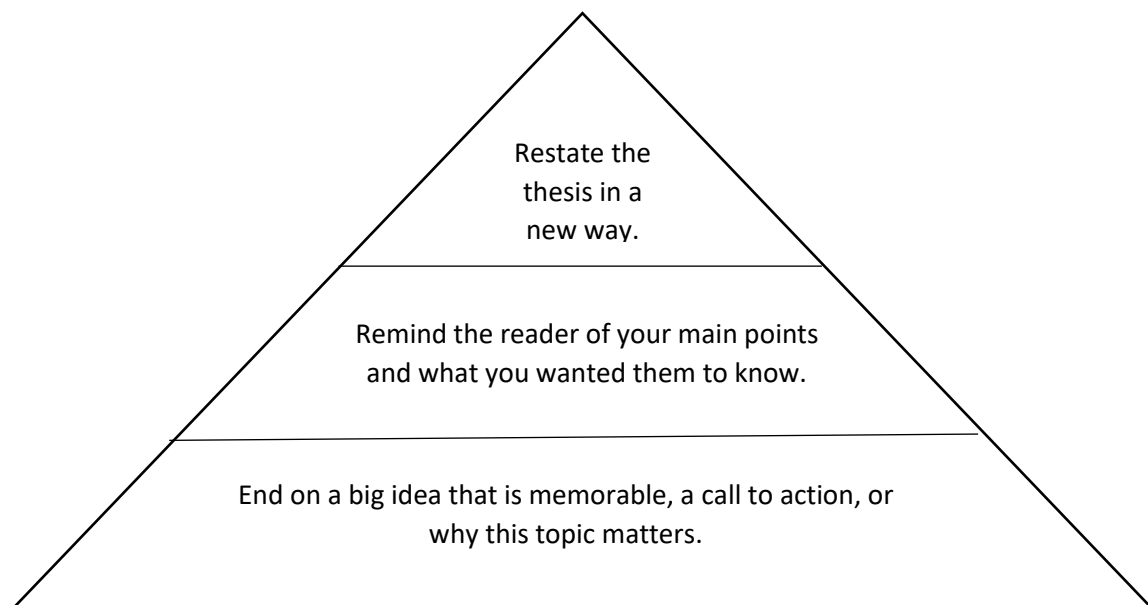 Restate the
thesis in a
new way.
Remind the reader of your main points
and what you wanted them to know.
End on a big idea that is memorable, a call to action, or
why this topic matters.